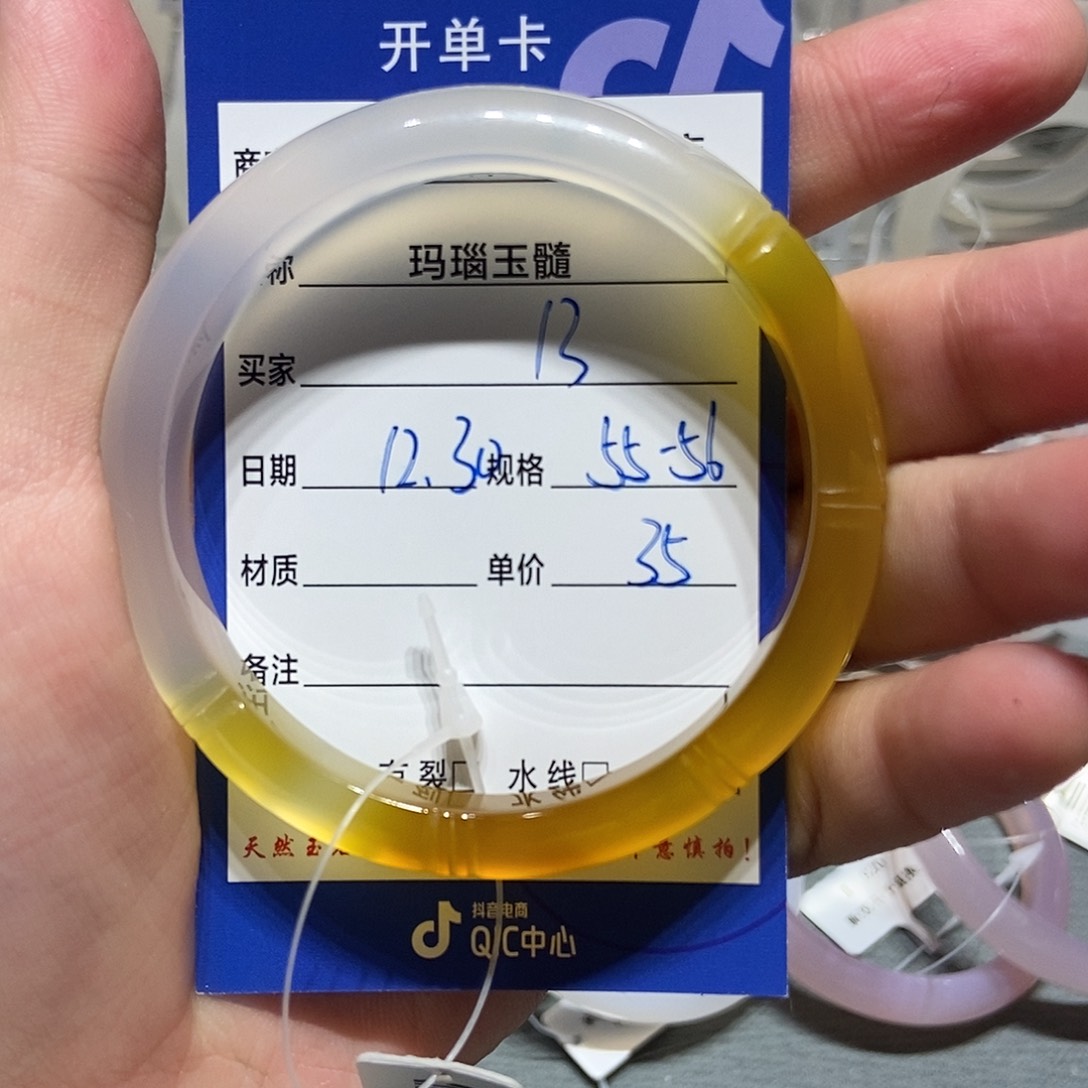 开单卡
商
称 玛瑙玉髓
买家 13
日期 12.30 规格 55-56
材质 单价 35
备注
裂□ 水线□
天然玉 慎拍！
抖音电商
QIC中心